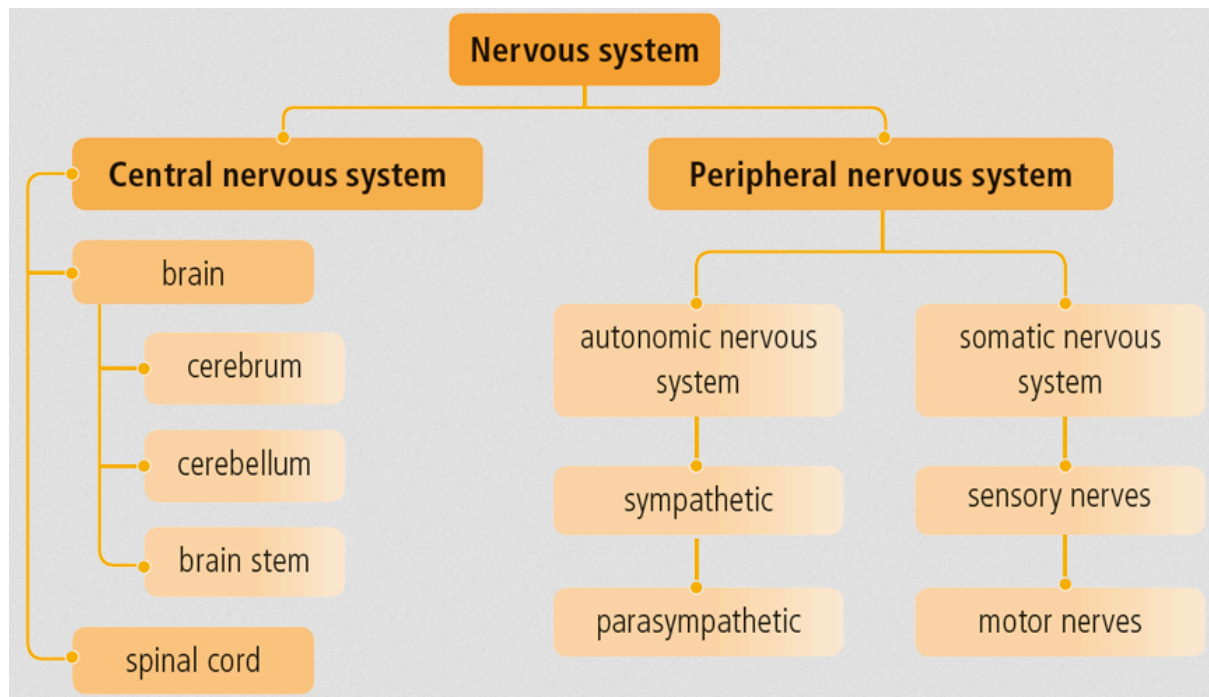 Nervous system
Central nervous system
brain
cerebrum
cerebellum
brain stem
spinal cord
Peripheral nervous system
autonomic nervous
system
sympathetic
parasympathetic
somatic nervous
system
sensory nerves
motor nerves